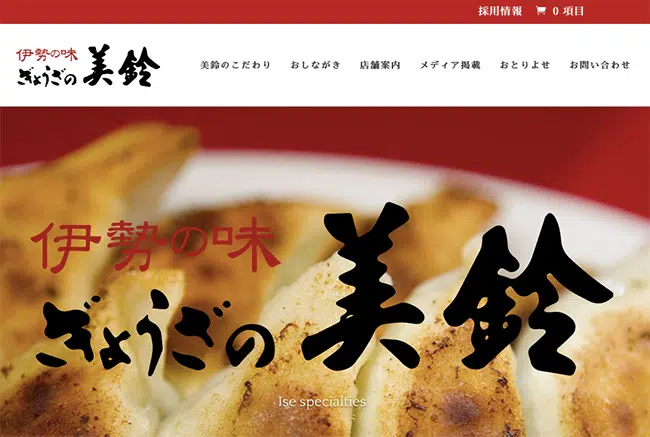 採用情報 0 項目
伊勢の味
ぎょうざの 美鈴
美鈴のこだわり おしながき 店舗案内 メディア掲載 おとりよせ お問い合わせ
伊勢の味
ぎょうざの 美鈴
Ise specialties